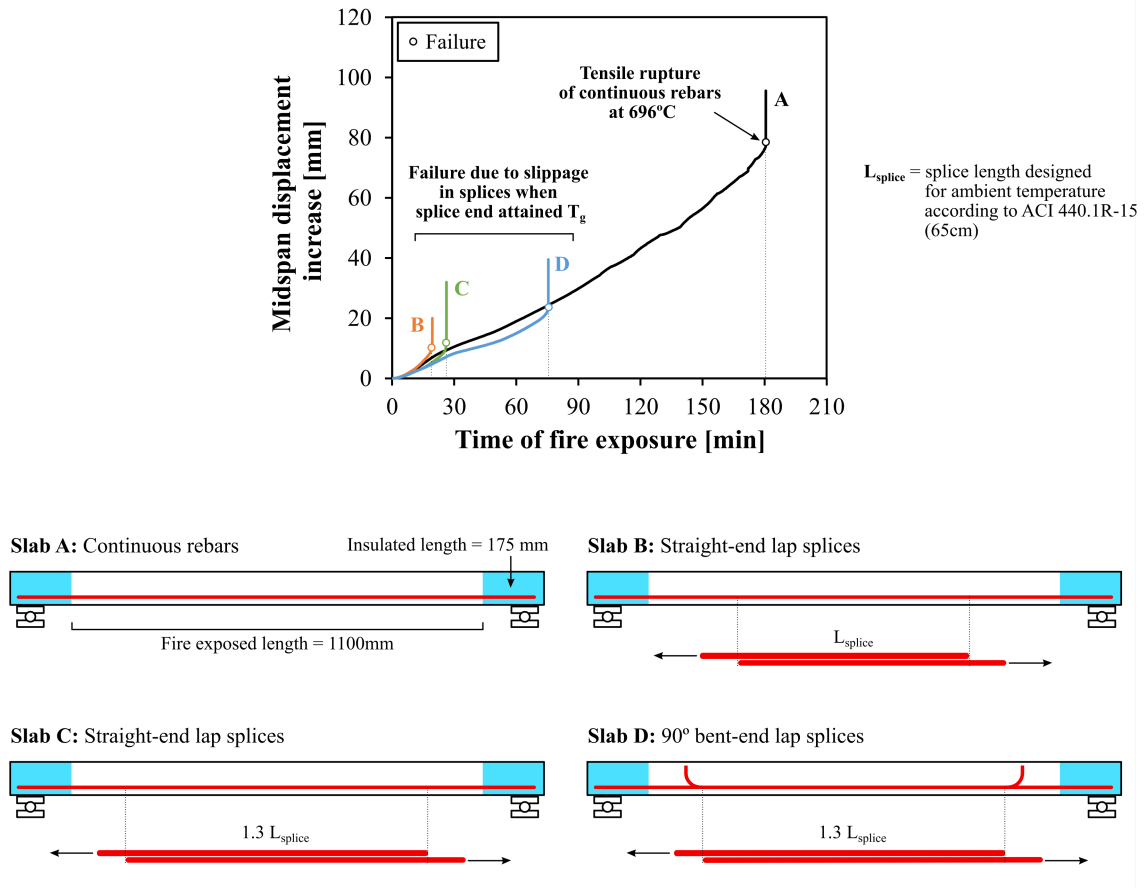 120
100
80
60
40
20
0
Midspan displacement
increase [mm]
Failure
Tensile rupture
of continuous rebars
at 696ºC
A
Failure due to slippage
in splices when
splice end attained Tg
B
C
D
0 30 60 90 120 150 180 210
Time of fire exposure [min]
Lsplice = splice length designed
for ambient temperature
according to ACI 440.1R-15
(65cm)
Slab A: Continuous rebars
Insulated length = 175 mm
Fire exposed length = 1100mm
Slab B: Straight-end lap splices
Lsplice
Slab C: Straight-end lap splices
1.3 Lsplice
Slab D: 90º bent-end lap splices
1.3 Lsplice